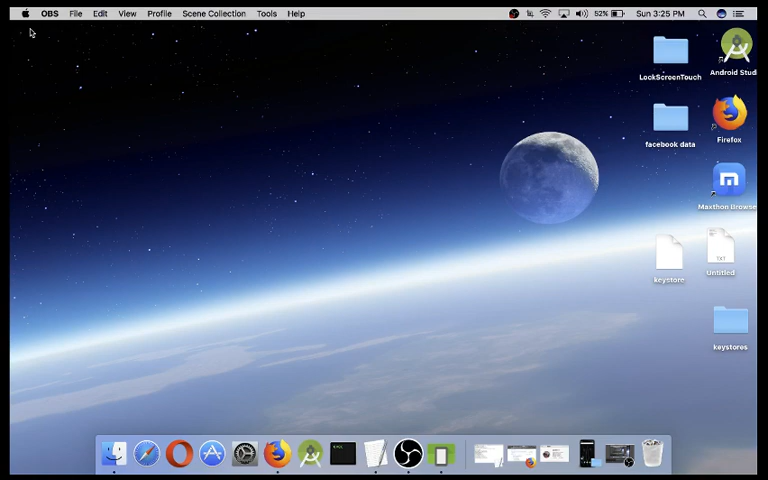 OBS File Edit View Profile Scene Collection Tools Help 52% Sun 3:25 PM
LockScreenTouch
Android Stud
facebook data
Firefox
Maxthon Browse
keystore
Untitled
TXT
keystores